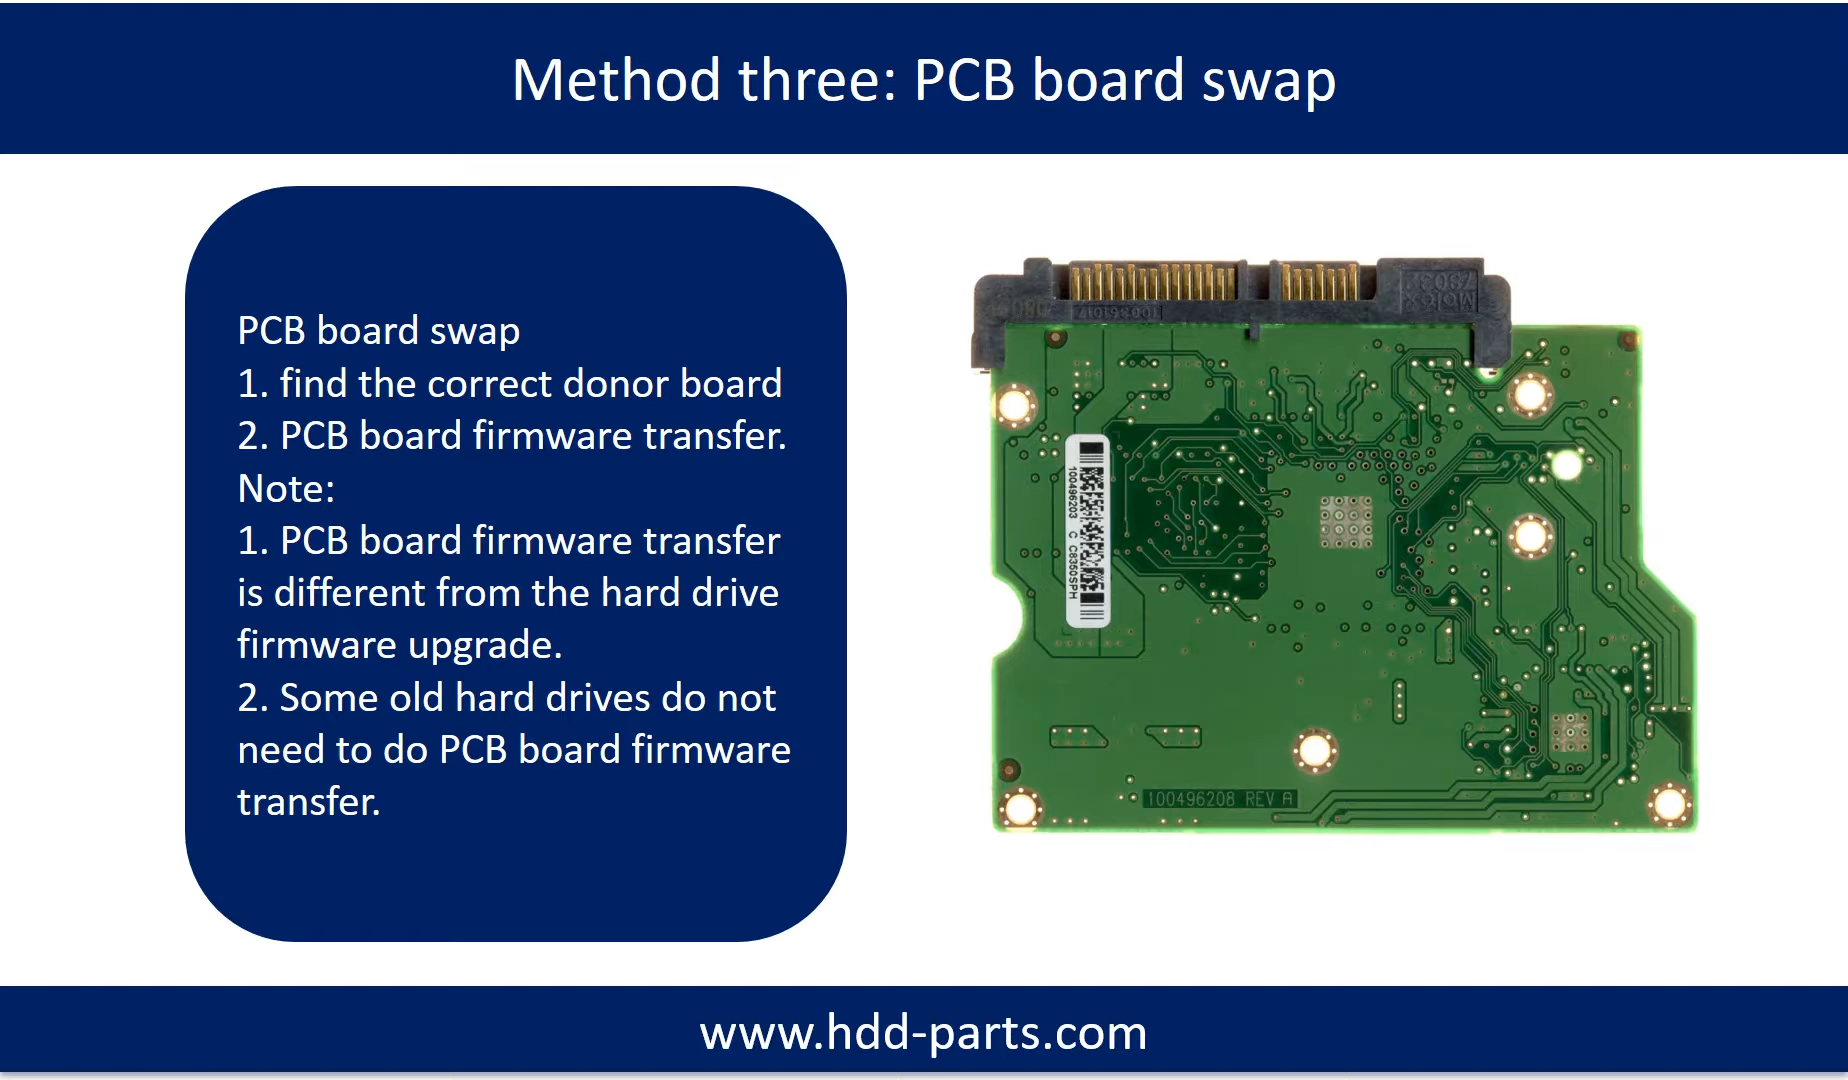 Method three: PCB board swap
PCB board swap
1. find the correct donor board
2. PCB board firmware transfer.
Note:
1. PCB board firmware transfer
is different from the hard drive
firmware upgrade.
2. Some old hard drives do not
need to do PCB board firmware
transfer.
100496203 C C8350SPH
100496208 REV A
www.hdd-parts.com